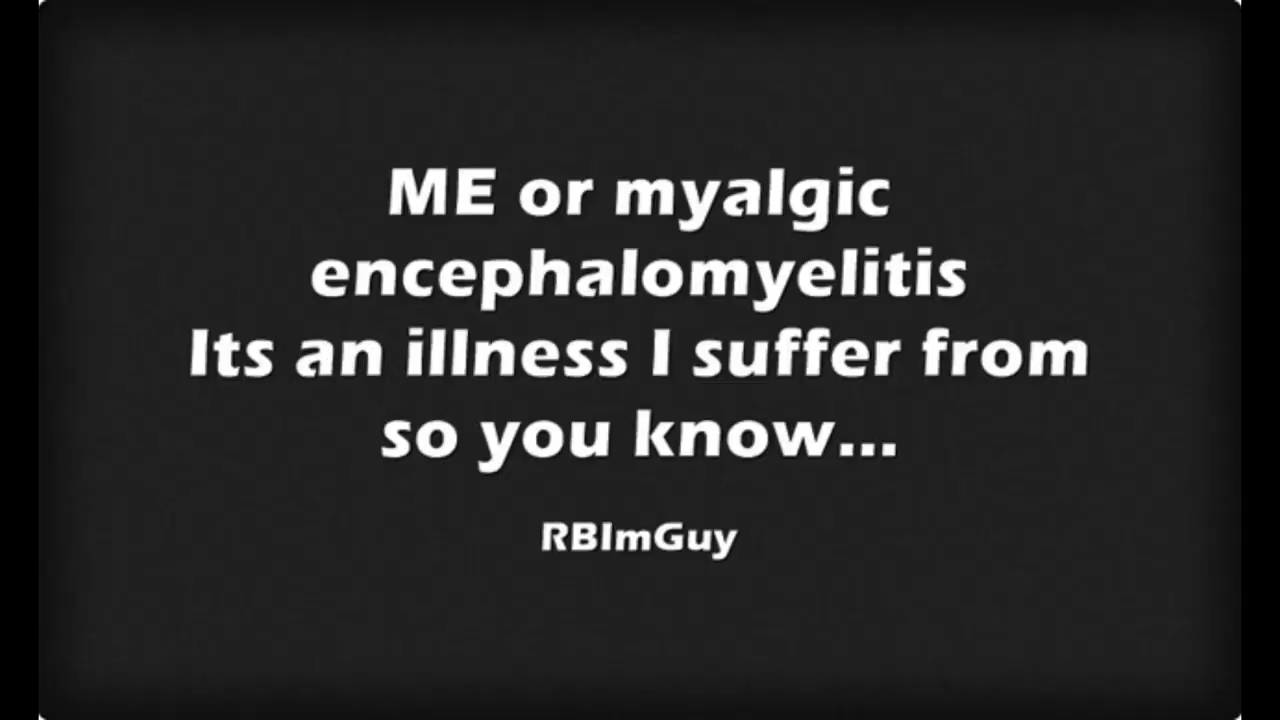 ME or myalgic
encephalomyelitis
Its an illness I suffer from
so you know...
RBImGuy